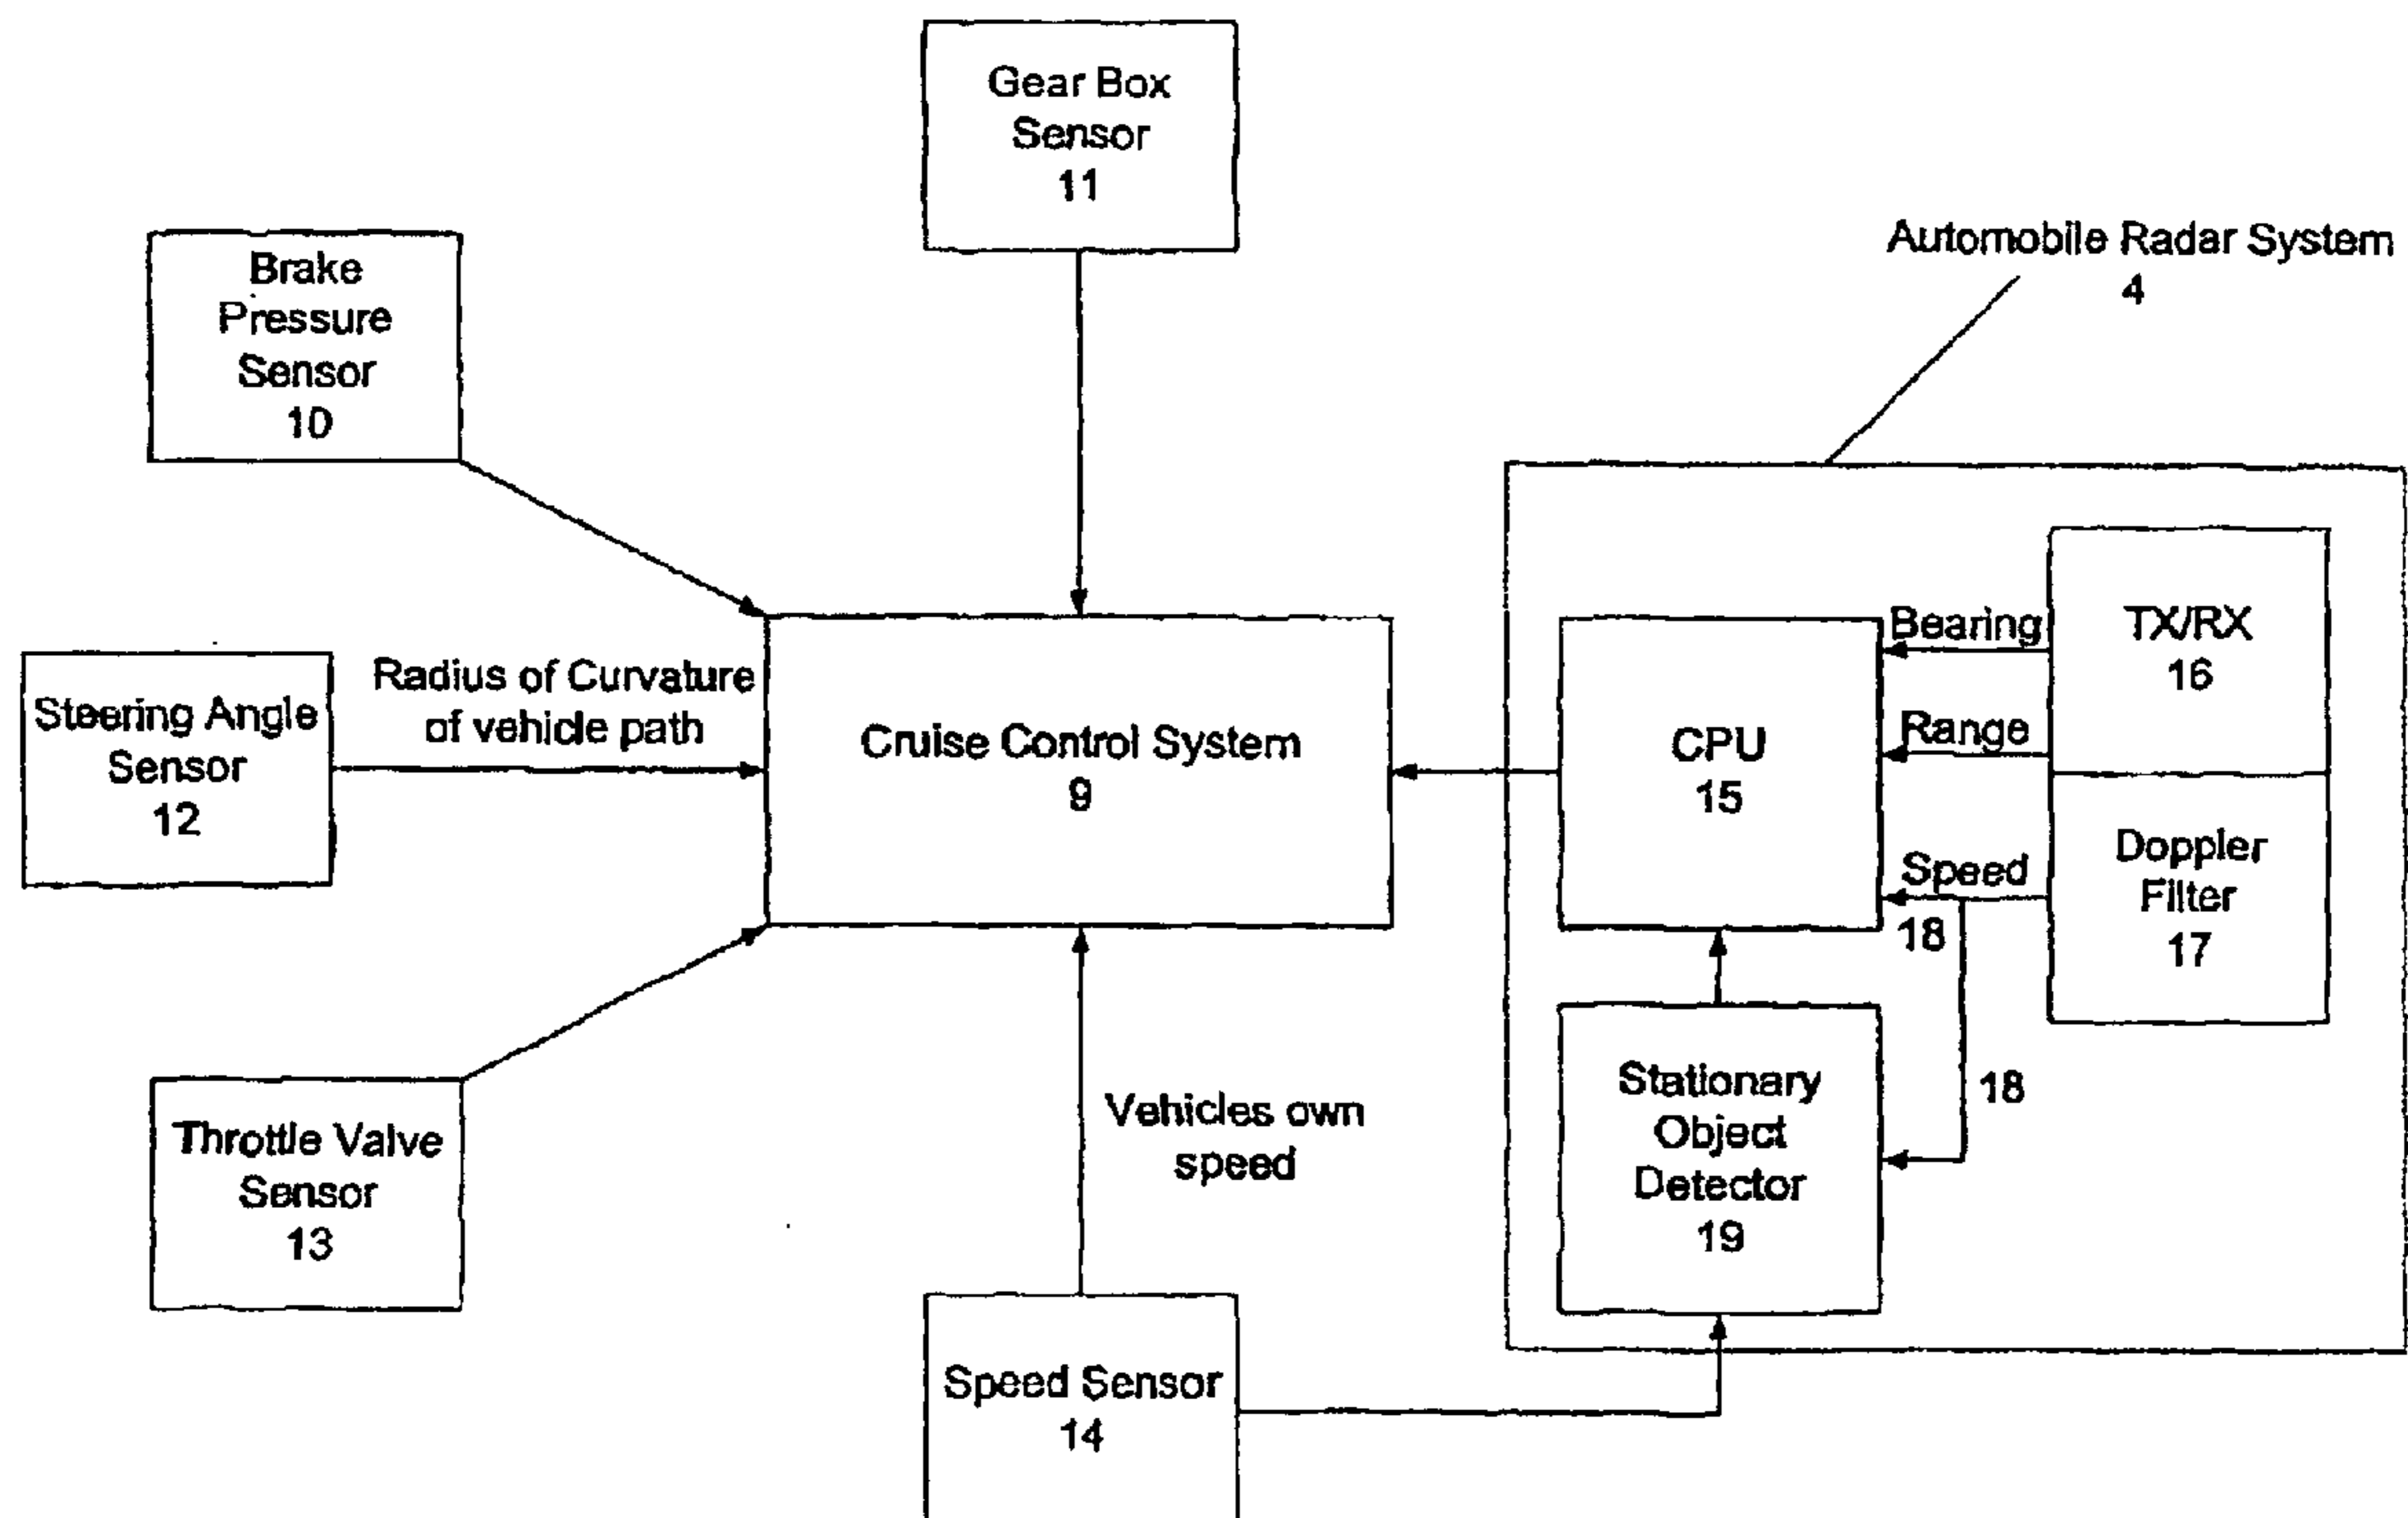 Gear Box
Sensor
11
Automobile Radar System
4
Brake
Pressure
Sensor
10
Steering Angle
Sensor
12
Radius of Curvature
of vehicle path
Cruise Control System
9
CPU
15
Bearing
Range
Speed
18
TX/RX
16
Doppler
Filter
17
18
Stationary
Object
Detector
19
Throttle Valve
Sensor
13
Vehicles own
speed
Speed Sensor
14